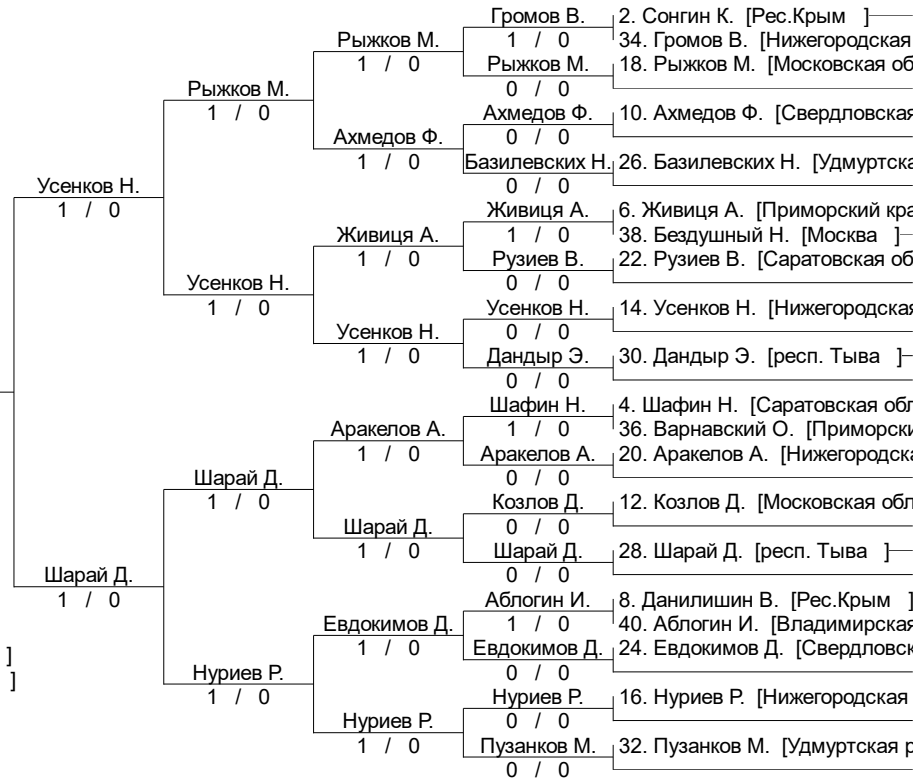 Громов В.
2. Сонгин К. [Рес.Крым ]
Рыжков М.
1 / 0
34. Громов В. [Нижегородская
1 / 0
Рыжков М.
18. Рыжков М. [Московская об
Рыжков М.
0 / 0
1 / 0
Ахмедов Ф.
10. Ахмедов Ф. [Свердловская
Ахмедов Ф.
0 / 0
1 / 0
Базилевских Н.
26. Базилевских Н. [Удмуртска
Усенков Н.
0 / 0
1 / 0
Живиця А.
6. Живиця А. [Приморский кра
Живиця А.
1 / 0
38. Бездушный Н. [Москва ]
1 / 0
Рузиев В.
22. Рузиев В. [Саратовская об
Усенков Н.
0 / 0
1 / 0
Усенков Н.
14. Усенков Н. [Нижегородская
Усенков Н.
0 / 0
1 / 0
Дандыр Э.
30. Дандыр Э. [респ. Тыва ]
0 / 0
Шафин Н.
4. Шафин Н. [Саратовская обл
Аракелов А.
1 / 0
36. Варнавский О. [Приморски
1 / 0
Аракелов А.
20. Аракелов А. [Нижегородска
Шарай Д.
0 / 0
1 / 0
Козлов Д.
12. Козлов Д. [Московская обл
Шарай Д.
0 / 0
1 / 0
Шарай Д.
28. Шарай Д. [респ. Тыва ]
Шарай Д.
0 / 0
1 / 0
Аблогин И.
8. Данилишин В. [Рес.Крым ]
Евдокимов Д.
1 / 0
40. Аблогин И. [Владимирская
1 / 0
Евдокимов Д.
24. Евдокимов Д. [Свердловск
]
Нуриев Р.
0 / 0
]
1 / 0
Нуриев Р.
16. Нуриев Р. [Нижегородская
Нуриев Р.
0 / 0
1 / 0
Пузанков М.
32. Пузанков М. [Удмуртская р
0 / 0